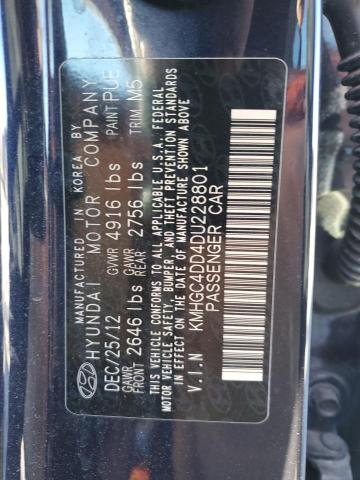 MANUFACTURED IN KOREA BY
HYUNDAI MOTOR COMPANY
DEC/25/12 GVWR 4916 lbs PAINT PUE
GAWR FRONT 2646 lbs GAWR REAR 2756 lbs TRIM M5
THIS VEHICLE CONFORMS TO ALL APPLICABLE U.S.A. FEDERAL
MOTOR VEHICLE SAFETY, BUMPER, AND THEFT PREVENTION STANDARDS
IN EFFECT ON THE DATE OF MANUFACTURE SHOWN ABOVE
V.I.N KMHGC4DD4DU228801
PASSENGER CAR